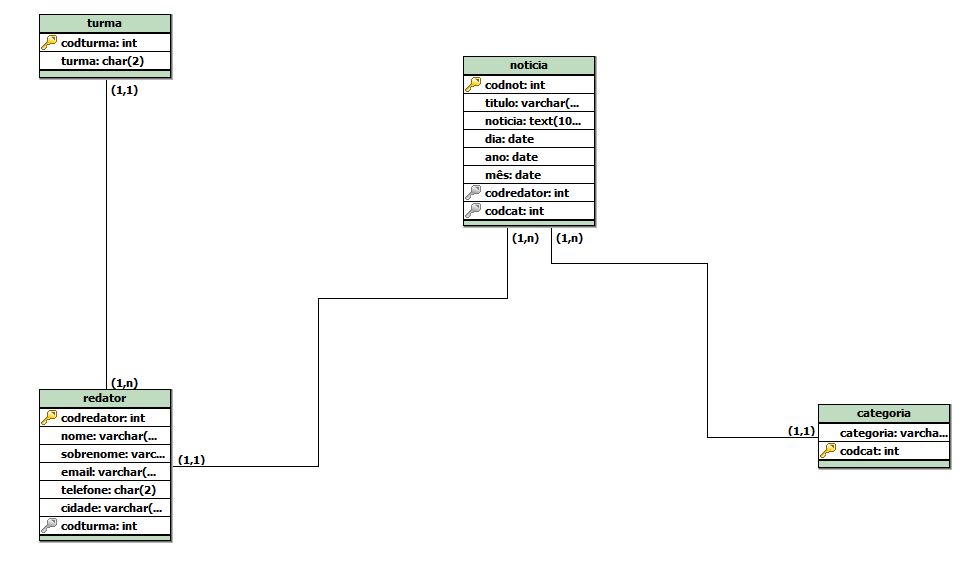 turma
codturma: int
turma: char(2)
(1,1)
noticia
codnot: int
titulo: varchar(...
noticia: text(10...
dia: date
ano: date
mês: date
codredator: int
codcat: int
(1,n)
(1,n)
(1,n)
redator
codredator: int
nome: varchar(...
sobrenome: varc...
email: varchar(...
telefone: char(2)
cidade: varchar(...
codturma: int
(1,1)
(1,1)
categoria
categoria: varcha...
codcat: int